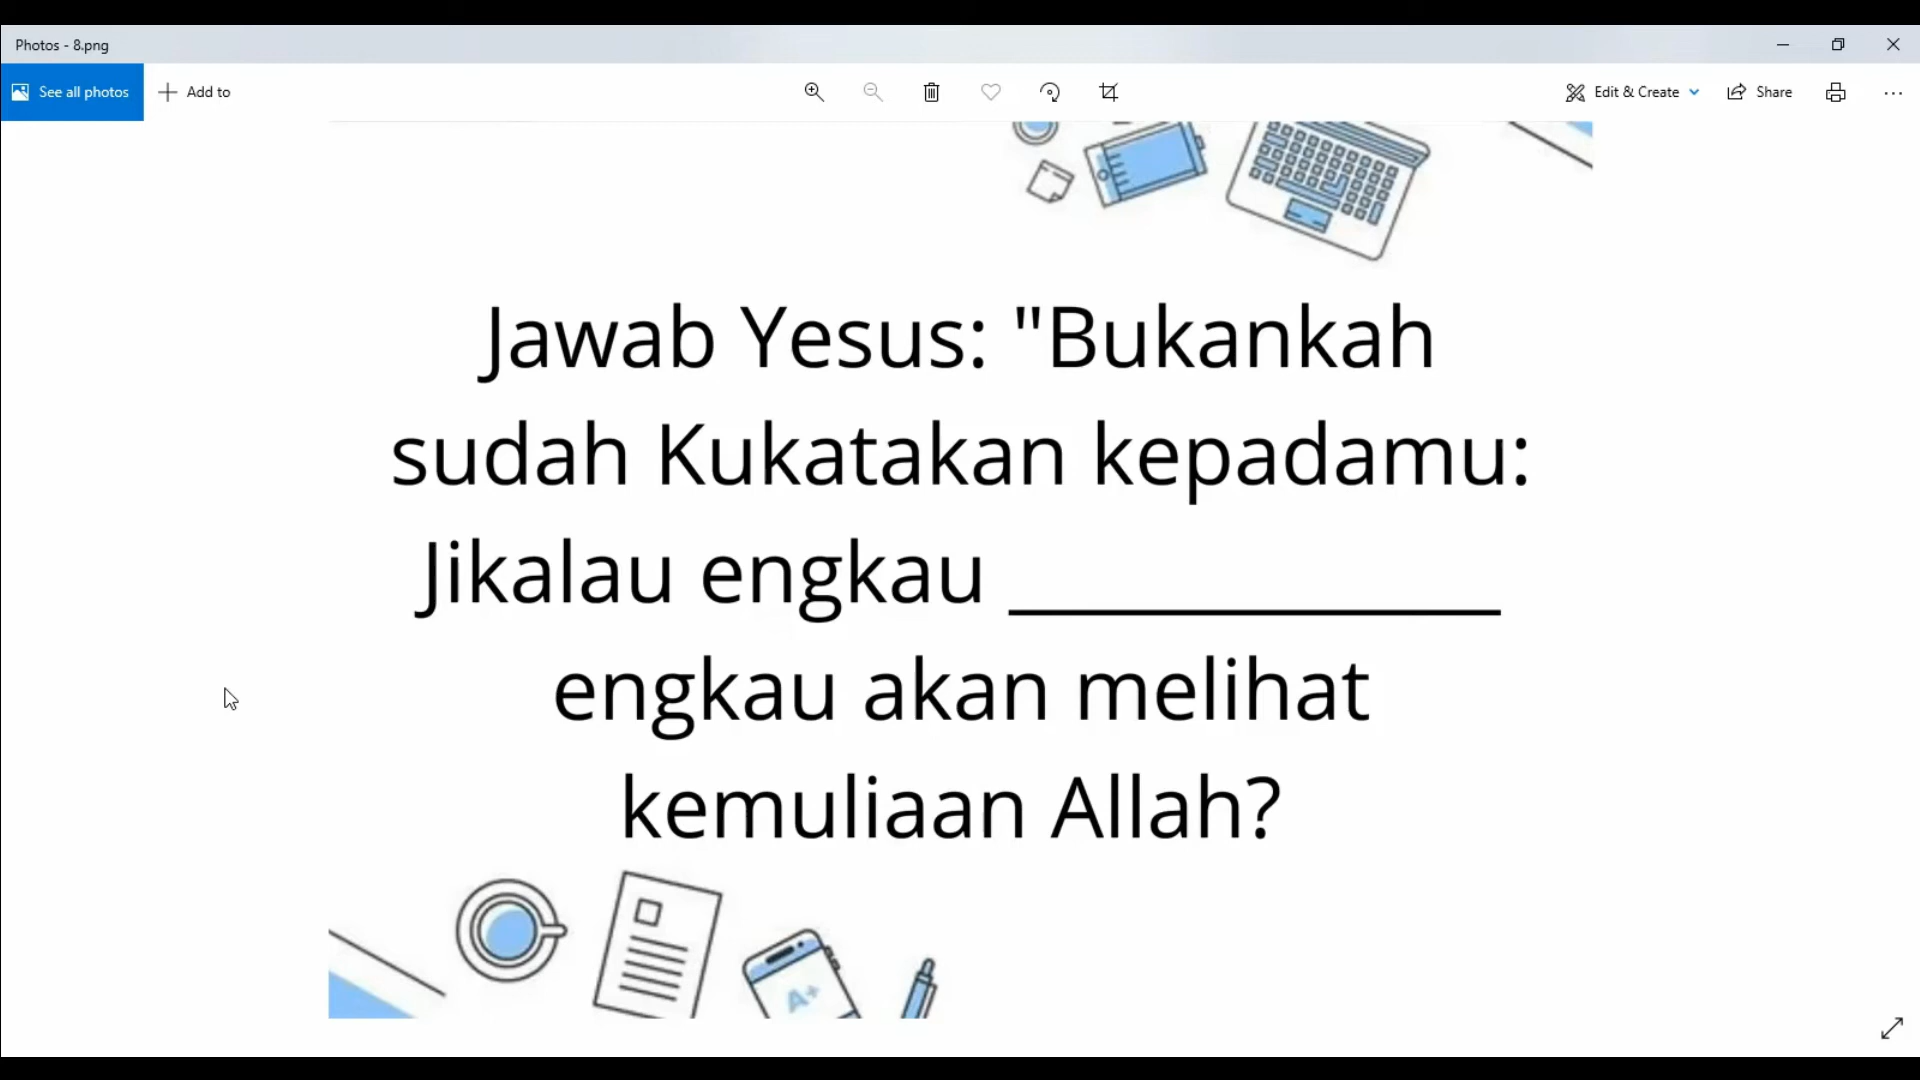 Photos - 8.png
See all photos
Add to
Edit & Create
Share
Jawab Yesus: "Bukankah
sudah Kukatakan kepadamu:
Jikalau engkau ______________
engkau akan melihat
kemuliaan Allah?
A+